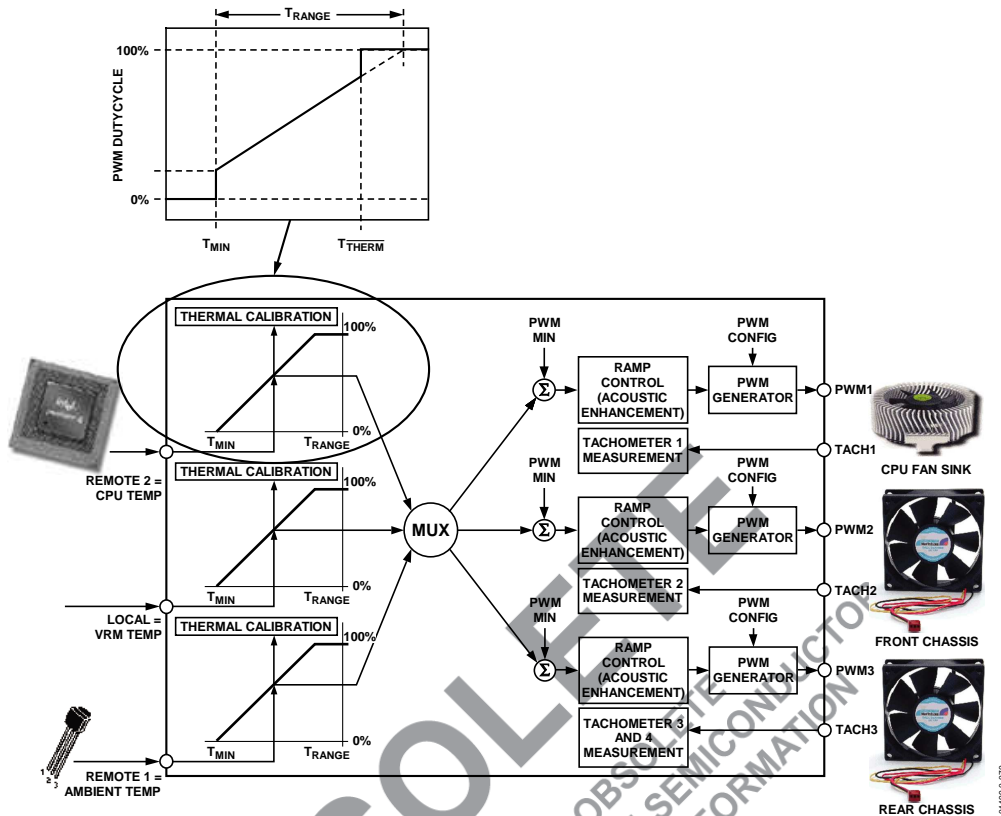 TRANGE
100%
PWM DUTYCYCLE
0%
TMIN
TTHERM
THERMAL CALIBRATION
100%
0%
TMIN
TRANGE
REMOTE 2 =
CPU TEMP
THERMAL CALIBRATION
100%
0%
TMIN
TRANGE
LOCAL =
VRM TEMP
THERMAL CALIBRATION
100%
0%
TMIN
TRANGE
1
2
3
REMOTE 1 =
AMBIENT TEMP
MUX
PWM
MIN
Σ
RAMP
CONTROL
(ACOUSTIC
ENHANCEMENT)
PWM
CONFIG
PWM
GENERATOR
PWM1
TACHOMETER 1
MEASUREMENT
TACH1
CPU FAN SINK
PWM
MIN
Σ
RAMP
CONTROL
(ACOUSTIC
ENHANCEMENT)
PWM
CONFIG
PWM
GENERATOR
PWM2
TACHOMETER 2
MEASUREMENT
TACH2
FRONT CHASSIS
PWM
MIN
Σ
RAMP
CONTROL
(ACOUSTIC
ENHANCEMENT)
PWM
CONFIG
PWM
GENERATOR
PWM3
TACHOMETER 3
AND 4
MEASUREMENT
TACH3
REAR CHASSIS
OBSOLETE
SEMICONDUCTOR